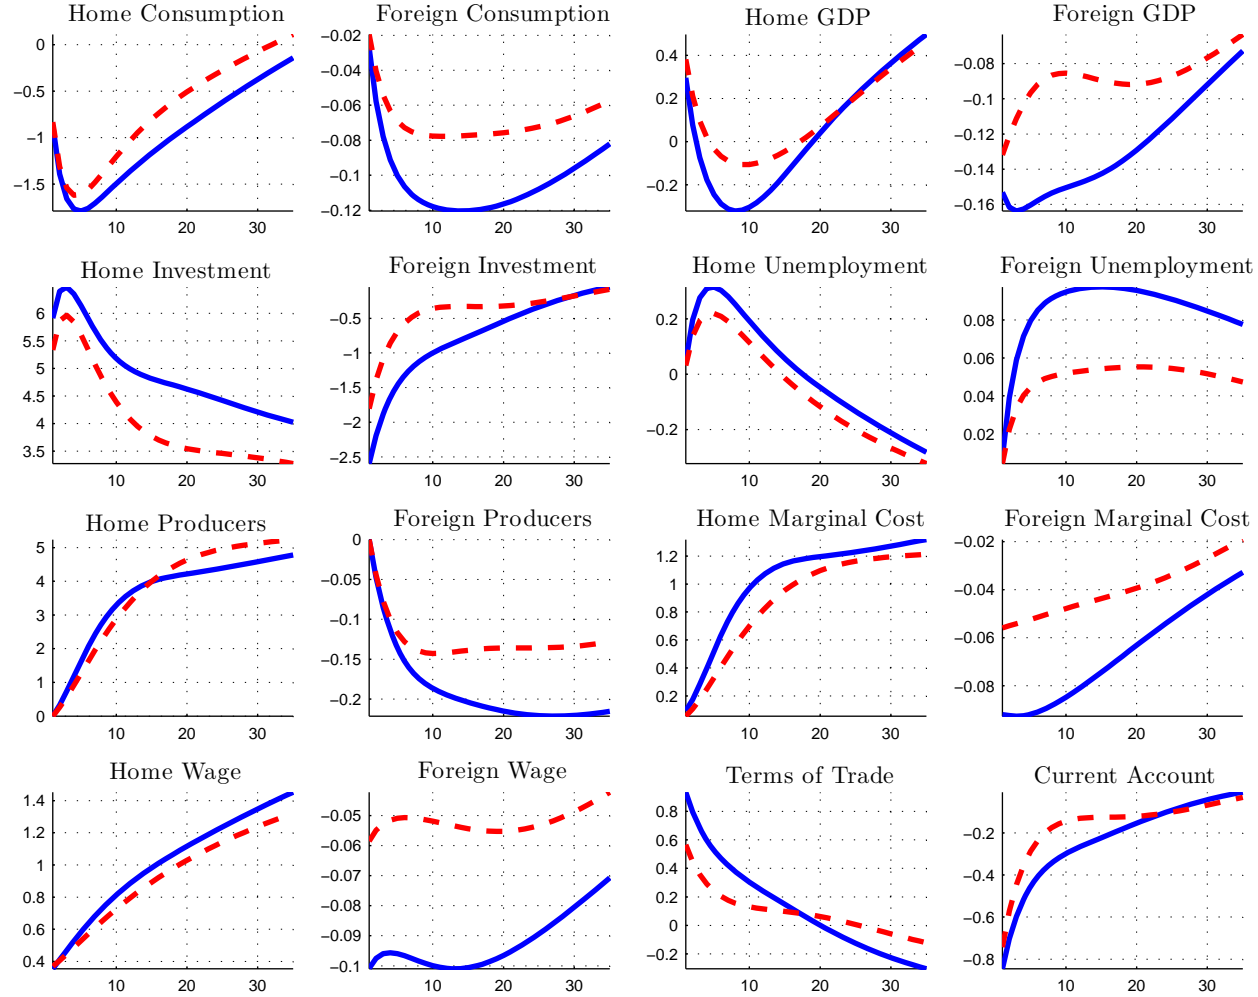 Home Consumption
0
−0.5
−1
−1.5
10 20 30
Foreign Consumption
−0.02
−0.04
−0.06
−0.08
−0.1
−0.12
10 20 30
Home GDP
0.4
0.2
0
−0.2
10 20 30
Foreign GDP
−0.08
−0.1
−0.12
−0.14
−0.16
10 20 30
Home Investment
6
5.5
5
4.5
4
3.5
10 20 30
Foreign Investment
−0.5
−1
−1.5
−2
−2.5
10 20 30
Home Unemployment
0.2
0
−0.2
10 20 30
Foreign Unemployment
0.08
0.06
0.04
0.02
10 20 30
Home Producers
5
4
3
2
1
0
10 20 30
Foreign Producers
0
−0.05
−0.1
−0.15
−0.2
10 20 30
Home Marginal Cost
1.2
1
0.8
0.6
0.4
0.2
10 20 30
Foreign Marginal Cost
−0.02
−0.04
−0.06
−0.08
10 20 30
Home Wage
1.4
1.2
1
0.8
0.6
0.4
10 20 30
Foreign Wage
−0.05
−0.06
−0.07
−0.08
−0.09
−0.1
10 20 30
Terms of Trade
0.8
0.6
0.4
0.2
0
−0.2
10 20 30
Current Account
−0.2
−0.4
−0.6
−0.8
10 20 30